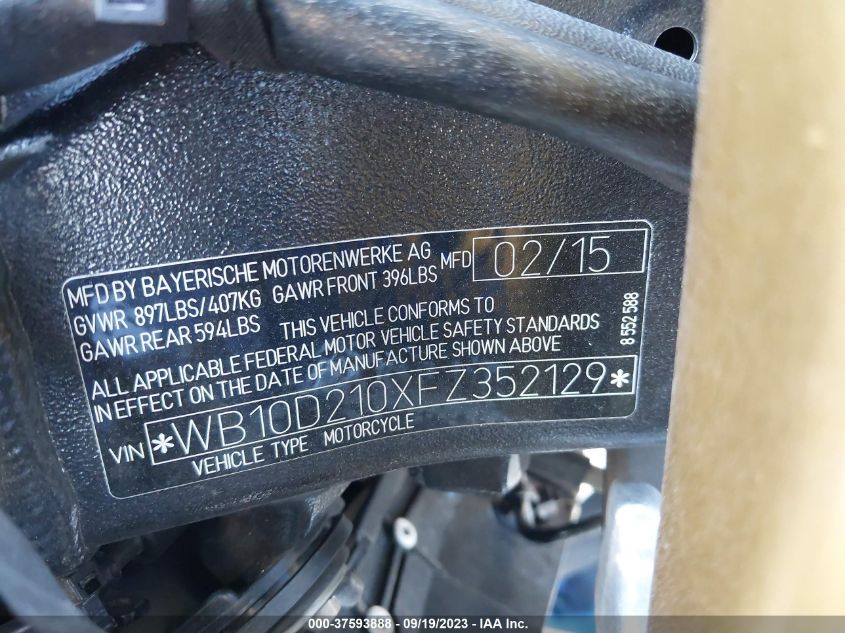 MFD BY BAYERISCHE MOTORENWERKE AG MFD 02/15
GVWR 897LBS/407KG GAWR FRONT 396LBS
GAWR REAR 594LBS THIS VEHICLE CONFORMS TO
ALL APPLICABLE FEDERAL MOTOR VEHICLE SAFETY STANDARDS
IN EFFECT ON THE DATE OF MANUFACTURE SHOWN ABOVE
8 552 588
VIN *WB10D210XFZ352129*
VEHICLE TYPE MOTORCYCLE
000-37593888 - 09/19/2023 - IAA Inc.